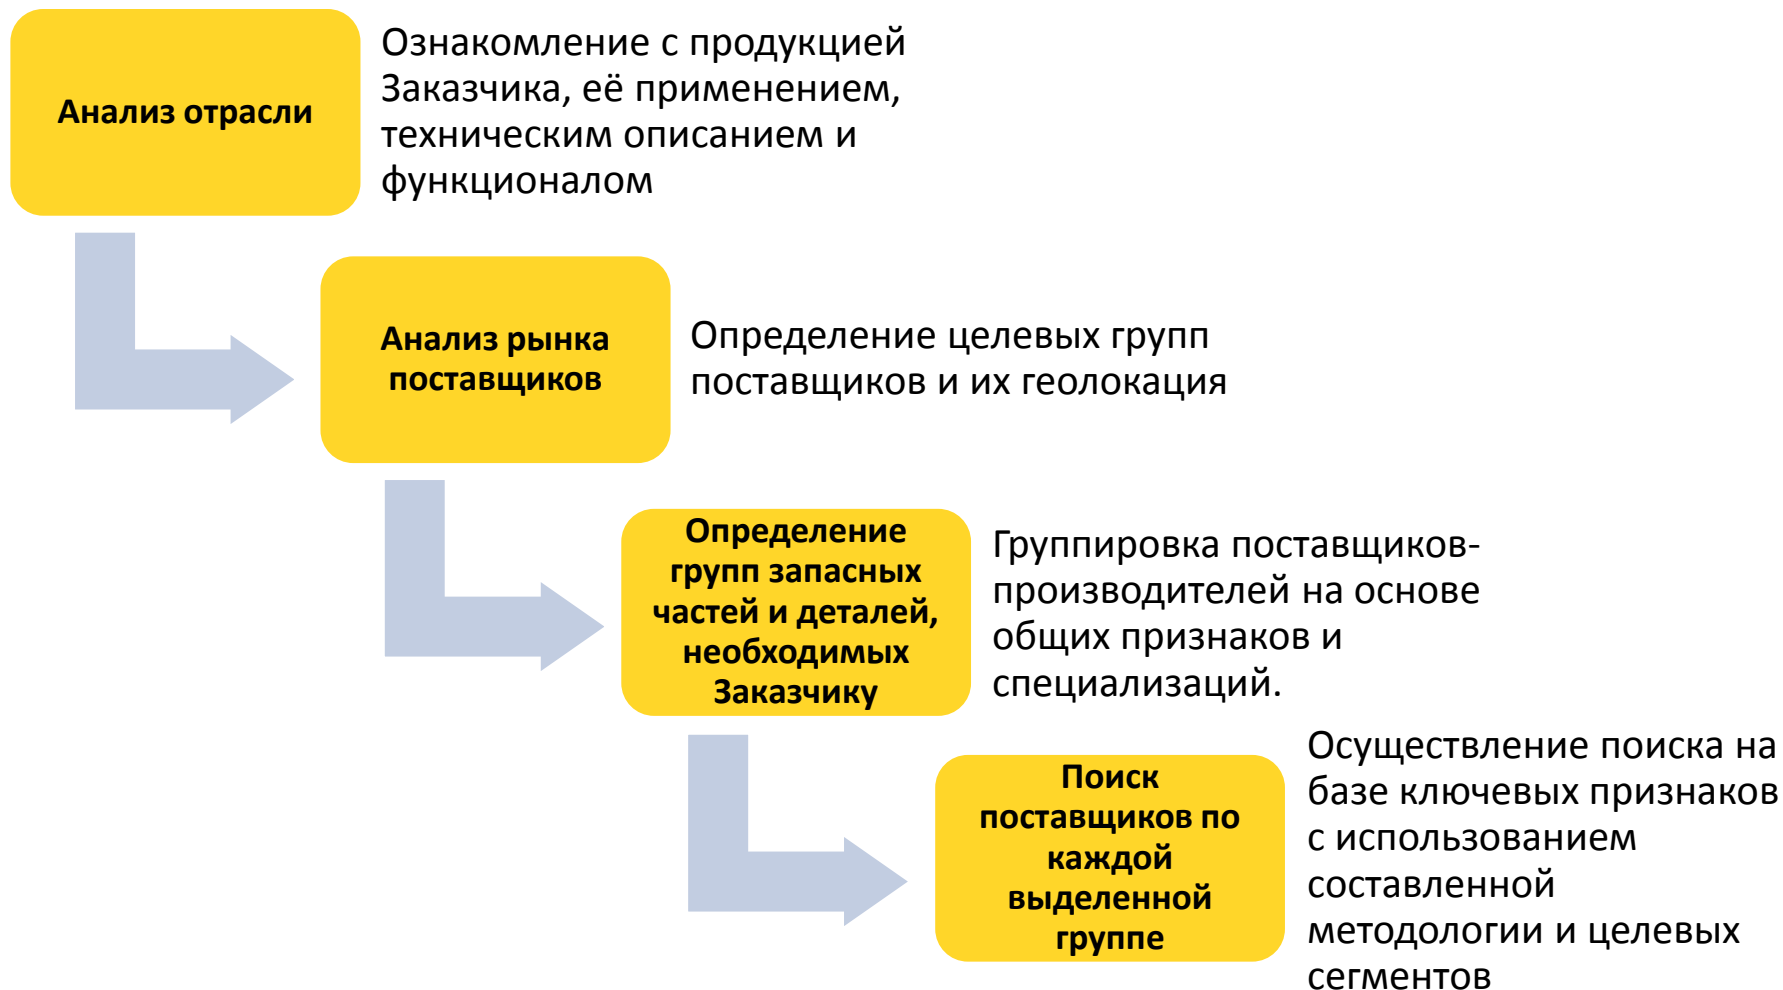 Анализ отрасли
Ознакомление с продукцией
Заказчика, её применением,
техническим описанием и
функционалом
Анализ рынка
поставщиков
Определение целевых групп
поставщиков и их геолокация
Определение
групп запасных
частей и деталей,
необходимых
Заказчику
Группировка поставщиков-
производителей на основе
общих признаков и
специализаций.
Поиск
поставщиков по
каждой
выделенной
группе
Осуществление поиска на
базе ключевых признаков
с использованием
составленной
методологии и целевых
сегментов